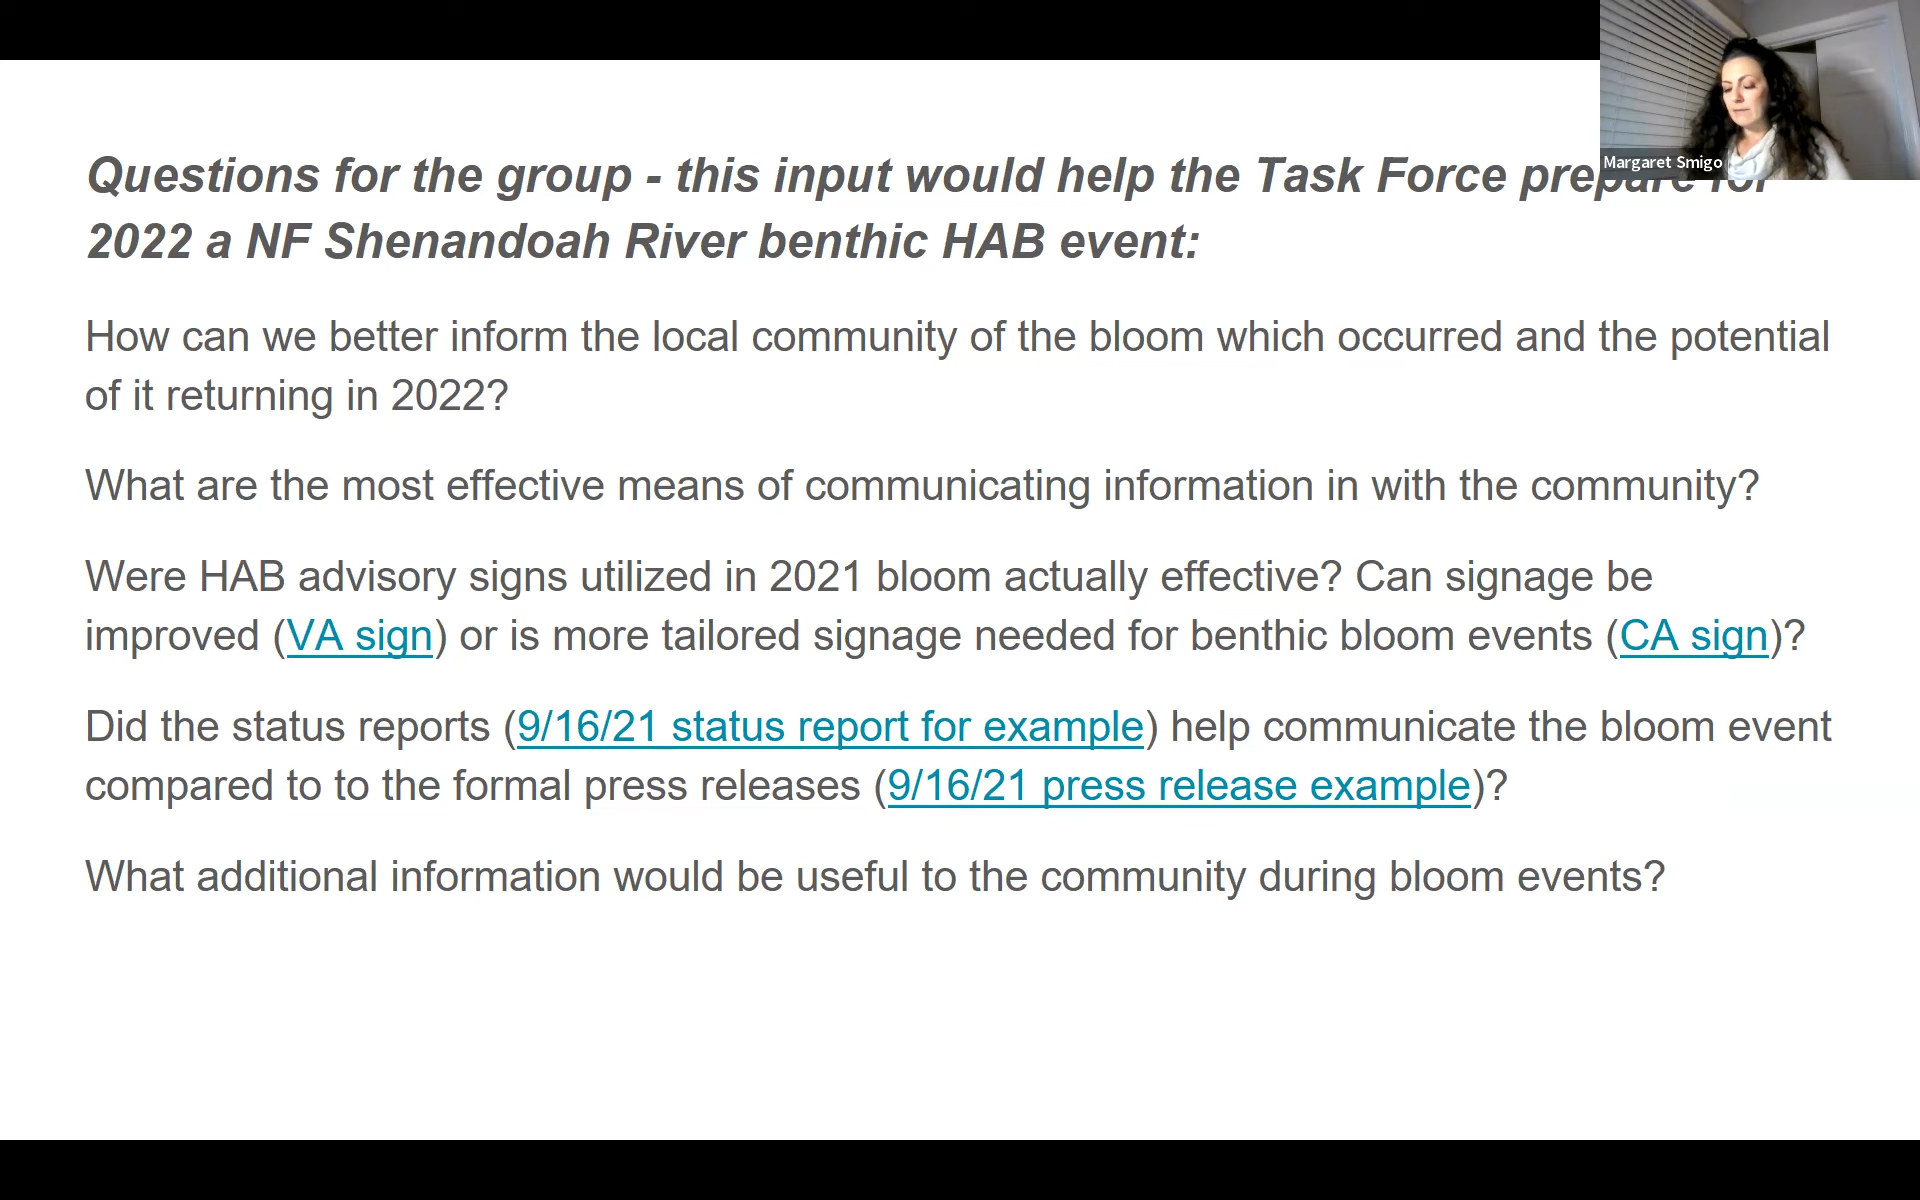 Margaret Smigo
Questions for the group - this input would help the Task Force prepare for
2022 a NF Shenandoah River benthic HAB event:
How can we better inform the local community of the bloom which occurred and the potential
of it returning in 2022?
What are the most effective means of communicating information in with the community?
Were HAB advisory signs utilized in 2021 bloom actually effective? Can signage be
improved (VA sign) or is more tailored signage needed for benthic bloom events (CA sign)?
Did the status reports (9/16/21 status report for example) help communicate the bloom event
compared to to the formal press releases (9/16/21 press release example)?
What additional information would be useful to the community during bloom events?